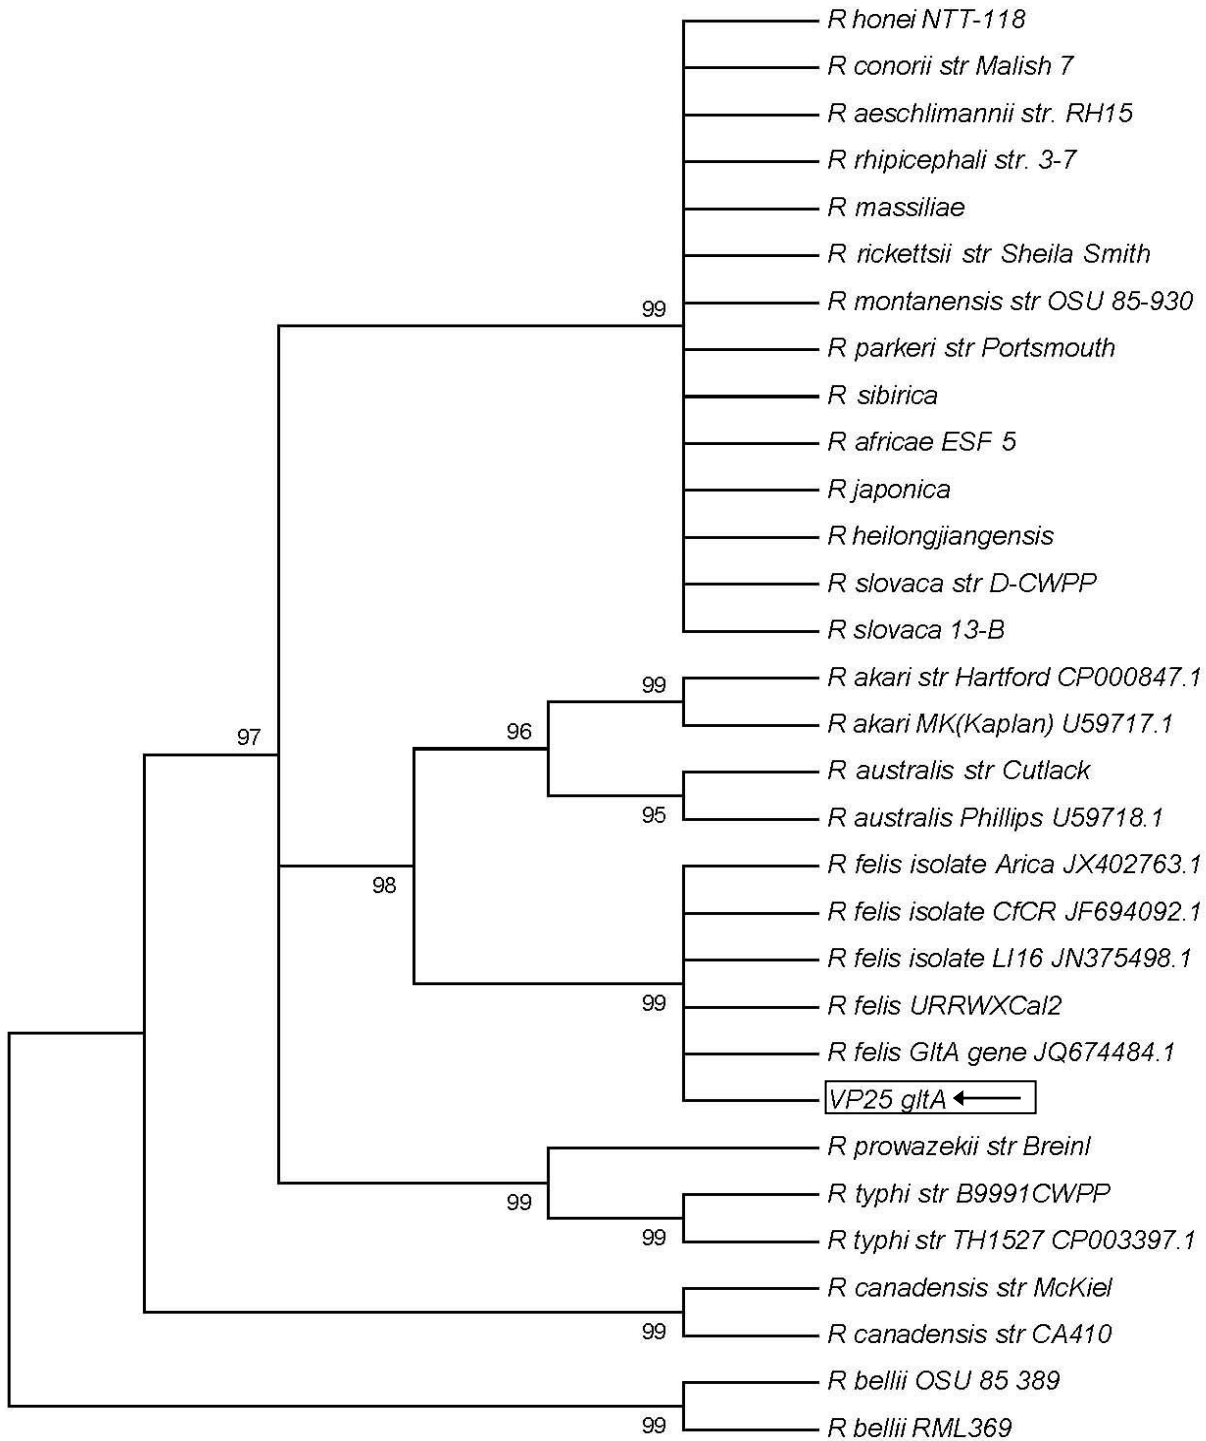 R honei NTT-118
R conorii str Malish 7
R aeschlimannii str. RH15
R rhipicephali str. 3-7
R massiliae
R rickettsii str Sheila Smith
99
R montanensis str OSU 85-930
R parkeri str Portsmouth
R sibirica
R africae ESF 5
R japonica
R heilongjiangensis
R slovaca str D-CWPP
R slovaca 13-B
99
R akari str Hartford CP000847.1
R akari MK(Kaplan) U59717.1
97
96
R australis str Cutlack
95
R australis Phillips U59718.1
R felis isolate Arica JX402763.1
98
R felis isolate CfCR JF694092.1
R felis isolate LI16 JN375498.1
99
R felis URRWXCal2
R felis GltA gene JQ674484.1
VP25 gltA
R prowazekii str Breinl
99
R typhi str B9991CWPP
99
R typhi str TH1527 CP003397.1
R canadensis str McKiel
99
R canadensis str CA410
R bellii OSU 85 389
99
R bellii RML369